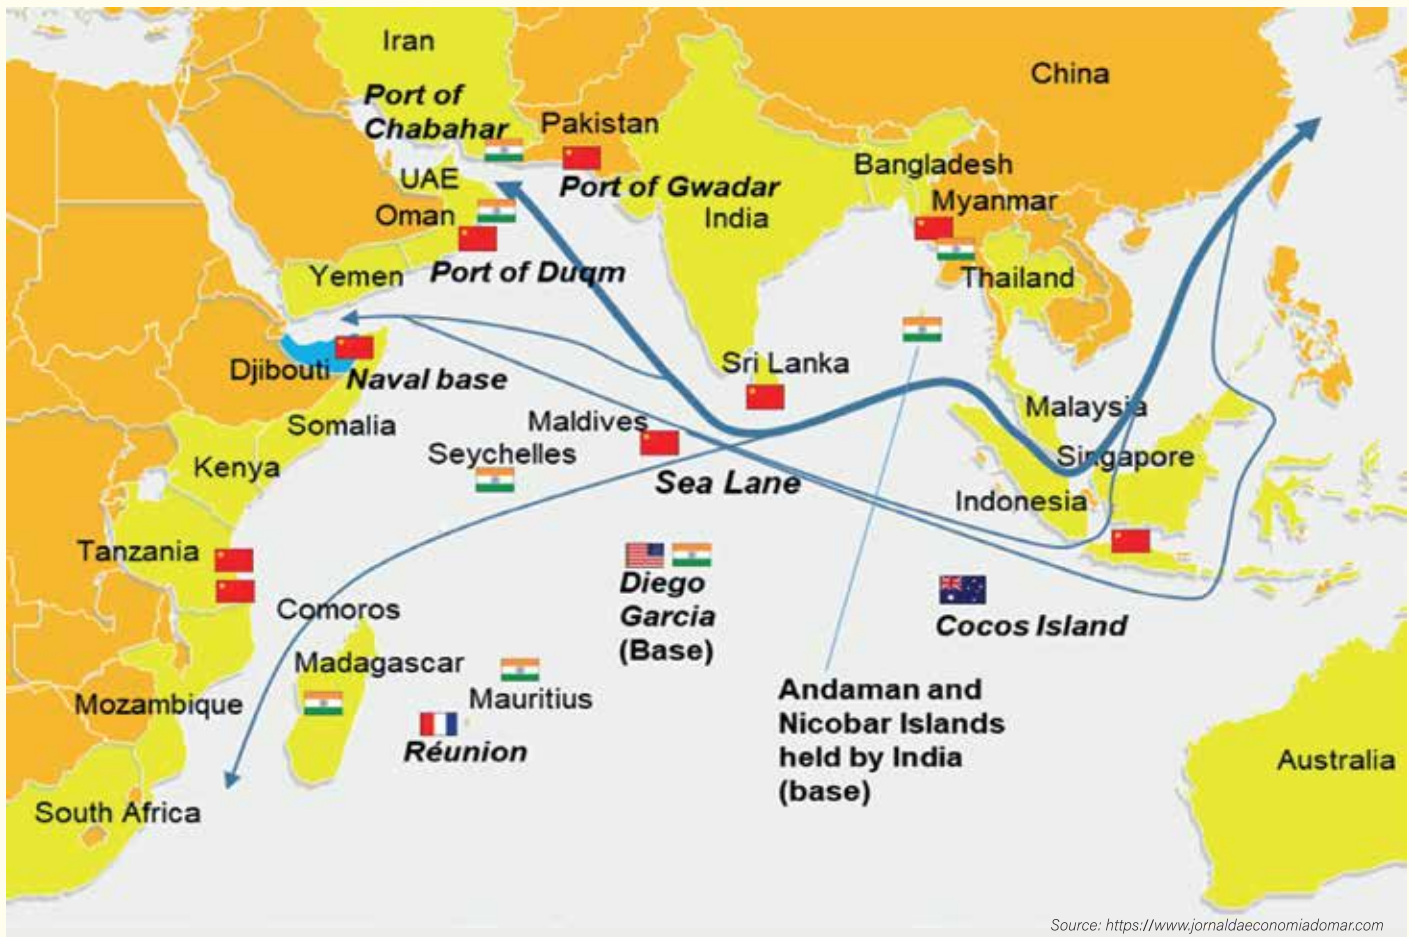 Iran
China
Port of
Chabahar
Pakistan
Bangladesh
UAE
Port of Gwadar
Myanmar
Oman
India
Yemen
Port of Duqm
Thailand
Djibouti
Naval base
Sri Lanka
Somalia
Maldives
Malaysia
Kenya
Seychelles
Singapore
Sea Lane
Indonesia
Tanzania
Diego
Garcia
(Base)
Comoros
Cocos Island
Madagascar
Mauritius
Mozambique
Réunion
Andaman and
Nicobar Islands
held by India
(base)
Australia
South Africa
Source: https://www.jornaldaeconomiadomar.com